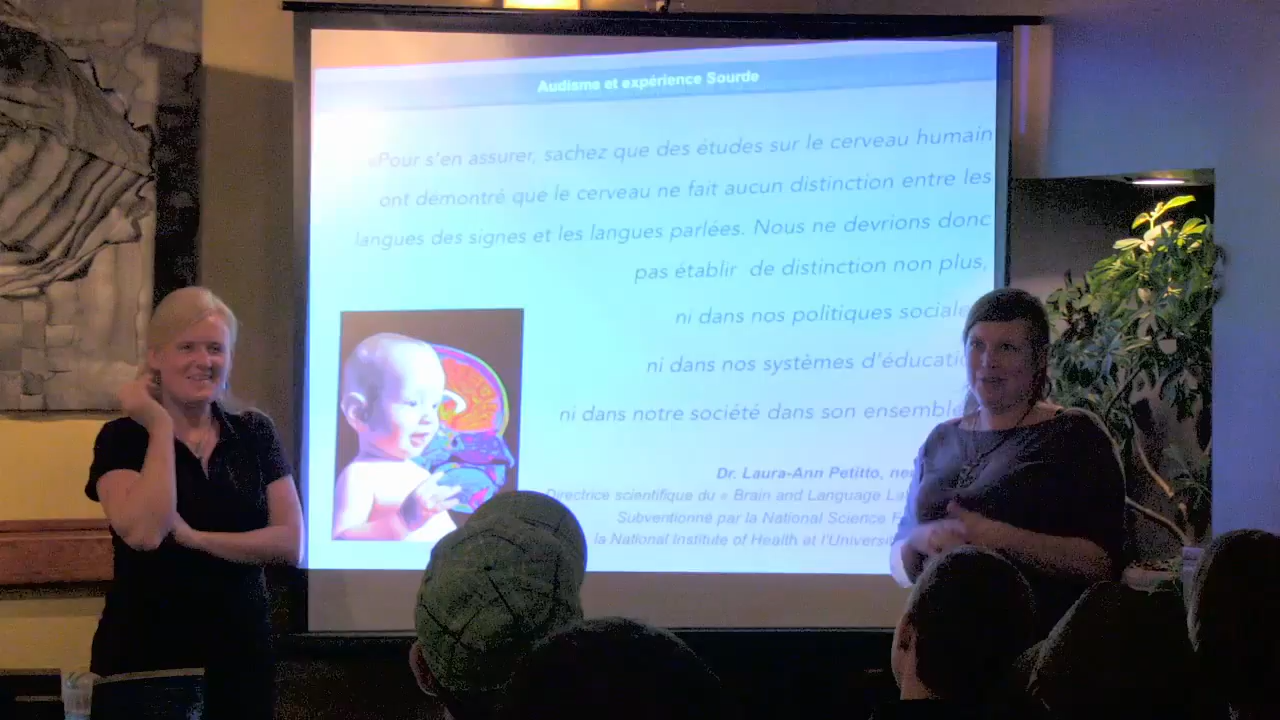 Audisme et expérience Sourde
«Pour s'en assurer, sachez que des études sur le cerveau humain
ont démontré que le cerveau ne fait aucun distinction entre les
langues des signes et les langues parlées. Nous ne devrions donc
pas établir de distinction non plus,
ni dans nos politiques sociale
ni dans nos systèmes d'éducatio
ni dans notre société dans son ensemble
Dr. Laura-Ann Petitto, ne
Directrice scientifique du « Brain and Language La
Subventionné par la National Science F
la National Institute of Health et l'Universit